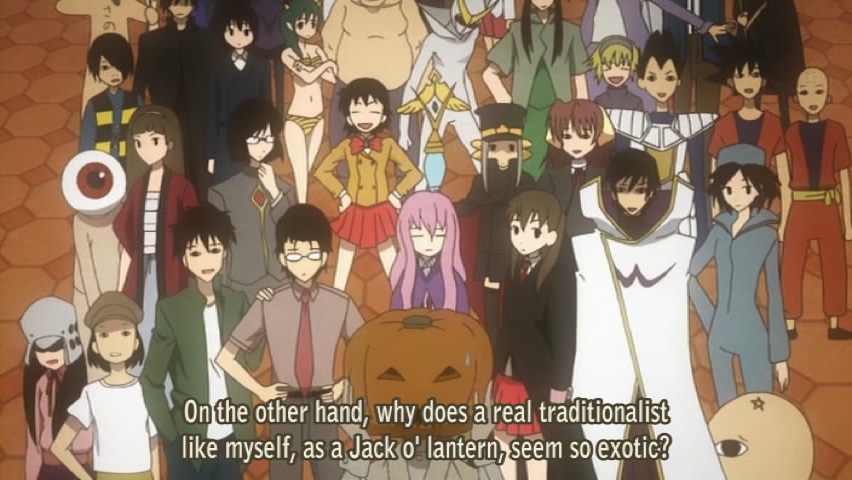 On the other hand, why does a real traditionalist
like myself, as a Jack o' lantern, seem so exotic?